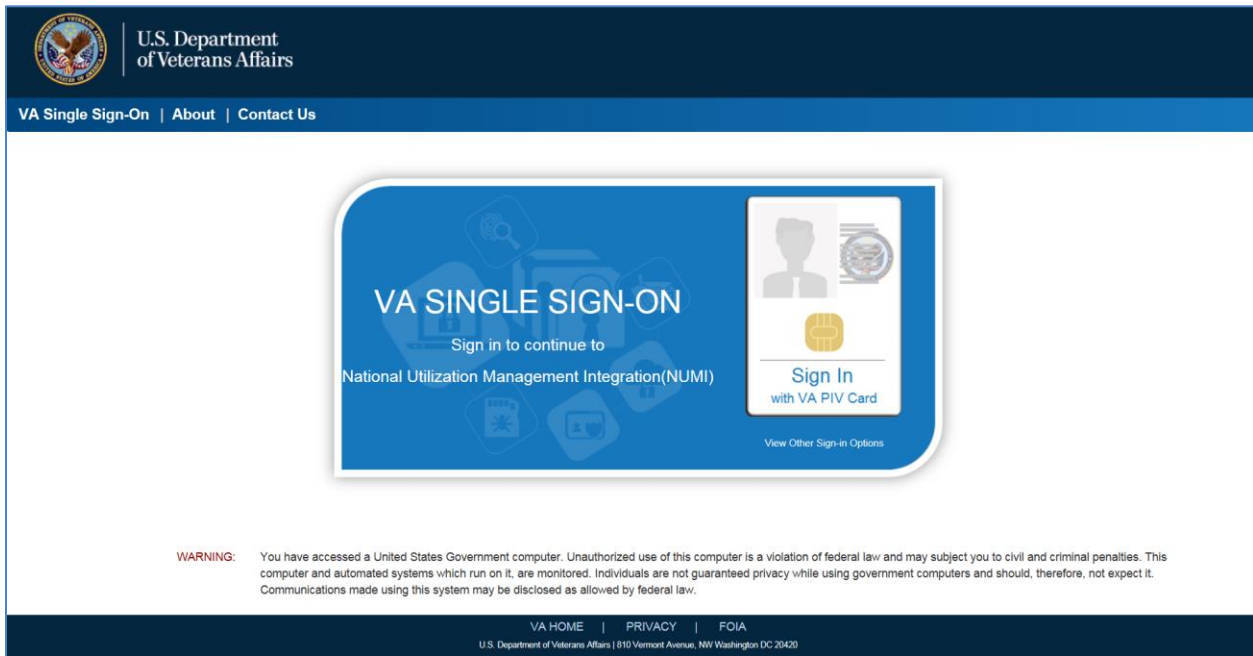 U.S. Department
of Veterans Affairs
VA Single Sign-On | About | Contact Us
VA SINGLE SIGN-ON
Sign in to continue to
National Utilization Management Integration(NUMI)
Sign In
with VA PIV Card
View Other Sign-in Options
WARNING: You have accessed a United States Government computer. Unauthorized use of this computer is a violation of federal law and may subject you to civil and criminal penalties. This
computer and automated systems which run on it, are monitored. Individuals are not guaranteed privacy while using government computers and should, therefore, not expect it.
Communications made using this system may be disclosed as allowed by federal law.
VA HOME | PRIVACY | FOIA
U.S. Department of Veterans Affairs | 810 Vermont Avenue, NW Washington DC 20420